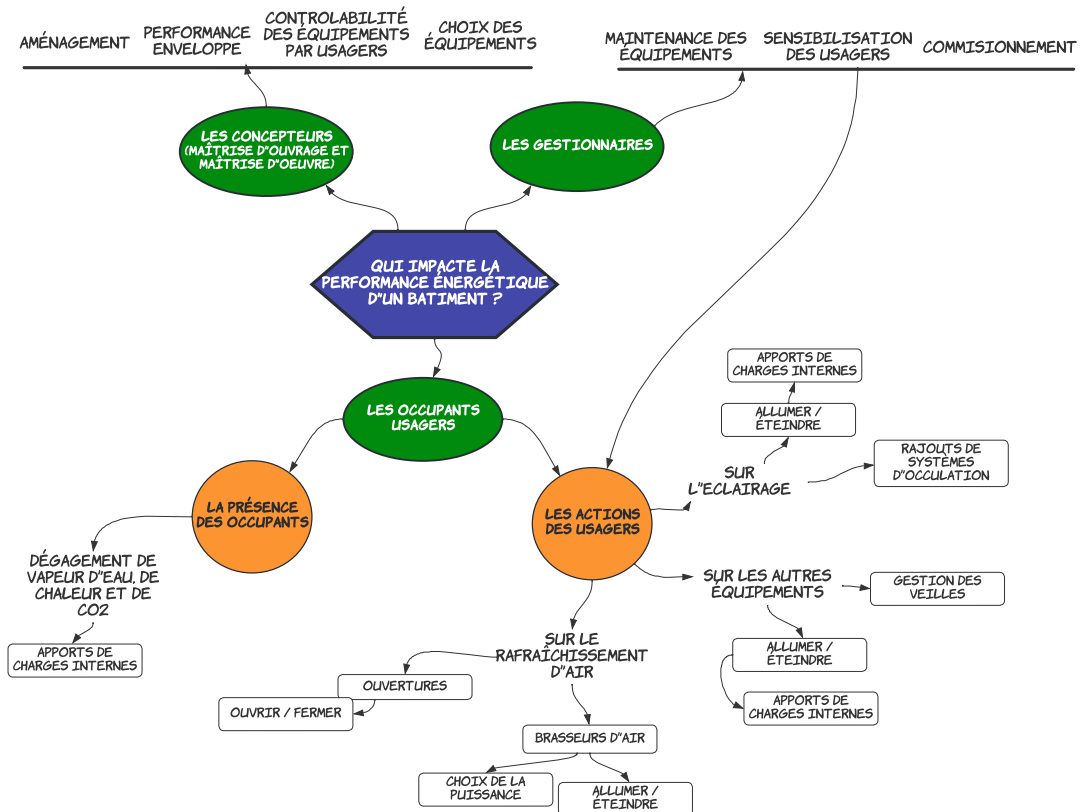 AMÉNAGEMENT
PERFORMANCE
ENVELOPPE
CONTROLABILITÉ
DES ÉQUIPEMENTS
PAR USAGERS
CHOIX DES
ÉQUIPEMENTS
MAINTENANCE DES
ÉQUIPEMENTS
SENSIBILISATION
DES USAGERS
COMMISIONNEMENT
LES CONCEPTEURS
(MAÎTRISE D"OUVRAGE ET
MAÎTRISE D"OEUVRE)
LES GESTIONNAIRES
QUI IMPACTE LA
PERFORMANCE ÉNERGÉTIQUE
D"UN BATIMENT ?
LES OCCUPANTS
USAGERS
LA PRÉSENCE
DES OCCUPANTS
LES ACTIONS
DES USAGERS
DÉGAGEMENT DE
VAPEUR D"EAU, DE
CHALEUR ET DE
CO2
APPORTS DE
CHARGES INTERNES
APPORTS DE
CHARGES INTERNES
ALLUMER /
ÉTEINDRE
SUR
L"ECLAIRAGE
RAJOUTS DE
SYSTÈMES
D"OCCULATION
SUR LES AUTRES
ÉQUIPEMENTS
GESTION DES
VEILLES
ALLUMER /
ÉTEINDRE
APPORTS DE
CHARGES INTERNES
SUR LE
RAFRAÎCHISSEMENT
D"AIR
OUVERTURES
OUVRIR / FERMER
BRASSEURS D"AIR
CHOIX DE LA
PUISSANCE
ALLUMER /
ÉTEINDRE